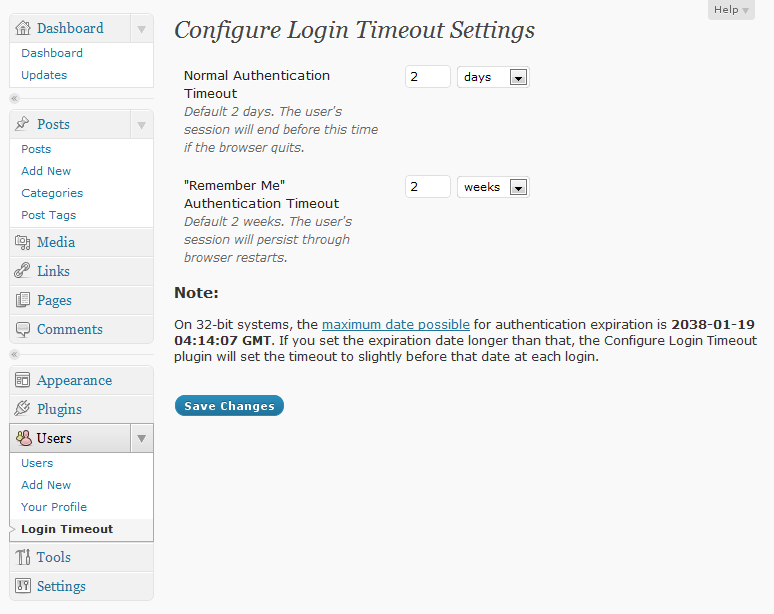 Help
Dashboard
Dashboard
Updates
Posts
Posts
Add New
Categories
Post Tags
Media
Links
Pages
Comments
Appearance
Plugins
Users
Users
Add New
Your Profile
Login Timeout
Tools
Settings
Configure Login Timeout Settings
Normal Authentication
Timeout
Default 2 days. The user's
session will end before this time
if the browser quits.
2 days
"Remember Me"
Authentication Timeout
Default 2 weeks. The user's
session will persist through
browser restarts.
2 weeks
Note:
On 32-bit systems, the maximum date possible for authentication expiration is 2038-01-19
04:14:07 GMT. If you set the expiration date longer than that, the Configure Login Timeout
plugin will set the timeout to slightly before that date at each login.
Save Changes